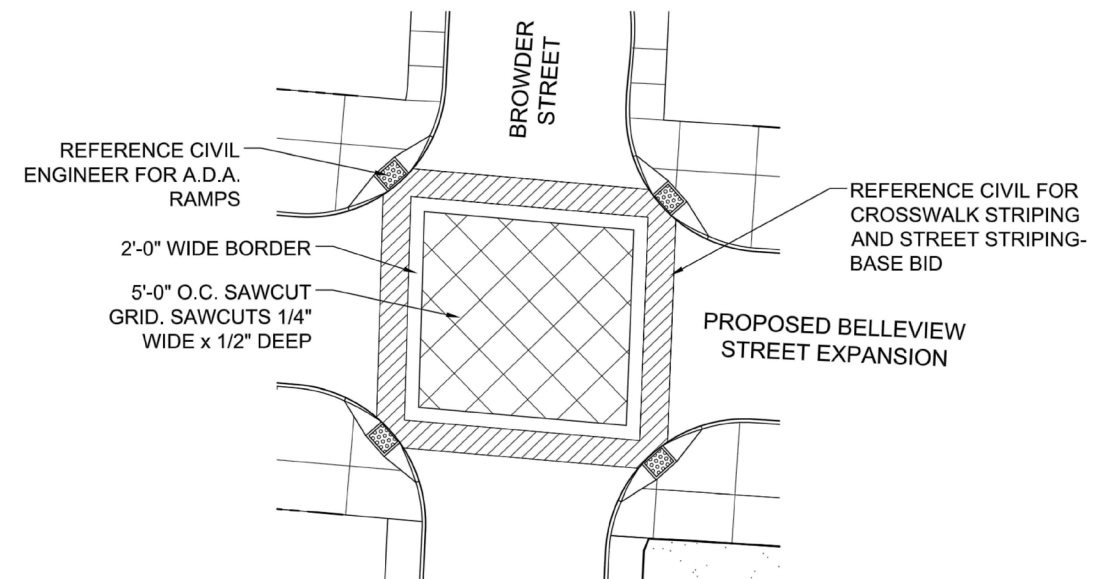 BROWDER
STREET
REFERENCE CIVIL
ENGINEER FOR A.D.A.
RAMPS
2'-0" WIDE BORDER
5'-0" O.C. SAWCUT
GRID. SAWCUTS 1/4"
WIDE x 1/2" DEEP
REFERENCE CIVIL FOR
CROSSWALK STRIPING
AND STREET STRIPING-
BASE BID
PROPOSED BELLEVIEW
STREET EXPANSION